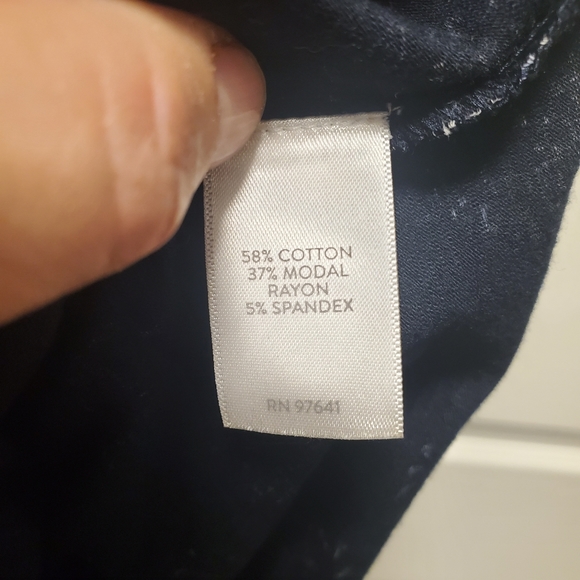 58% COTTON
37% MODAL
RAYON
5% SPANDEX
RN 97641